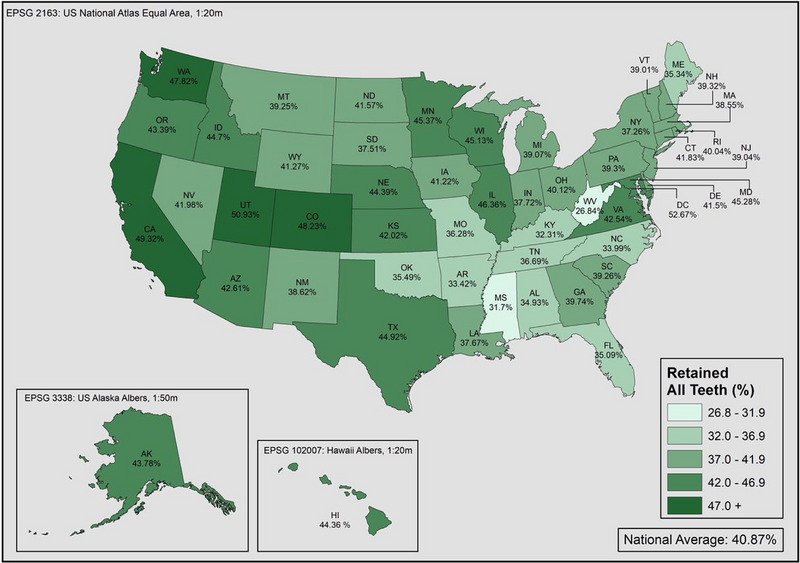 EPSG 2163: US National Atlas Equal Area, 1:20m
WA
47.82%
OR
43.39%
ID
44.7%
MT
39.25%
ND
41.57%
SD
37.51%
WY
41.27%
NV
41.98%
UT
50.93%
CO
48.23%
CA
49.32%
AZ
42.61%
NM
38.62%
NE
44.39%
KS
42.02%
OK
35.49%
TX
44.92%
MN
45.37%
IA
41.22%
MO
36.28%
AR
33.42%
LA
37.67%
WI
45.13%
IL
46.36%
MI
39.07%
IN
37.72%
OH
40.12%
KY
32.31%
TN
36.69%
MS
31.7%
AL
34.93%
GA
39.74%
FL
35.09%
SC
39.26%
NC
33.99%
VA
42.54%
WV
26.84%
PA
39.3%
NY
37.26%
VT
39.01%
ME
35.34%
NH
39.32%
MA
38.55%
RI
40.04%
CT
41.83%
NJ
39.04%
DE
41.5%
MD
45.28%
DC
52.67%
EPSG 3338: US Alaska Albers, 1:50m
AK
43.78%
EPSG 102007: Hawaii Albers, 1:20m
HI
44.36 %
Retained
All Teeth (%)
26.8 - 31.9
32.0 - 36.9
37.0 - 41.9
42.0 - 46.9
47.0 +
National Average: 40.87%